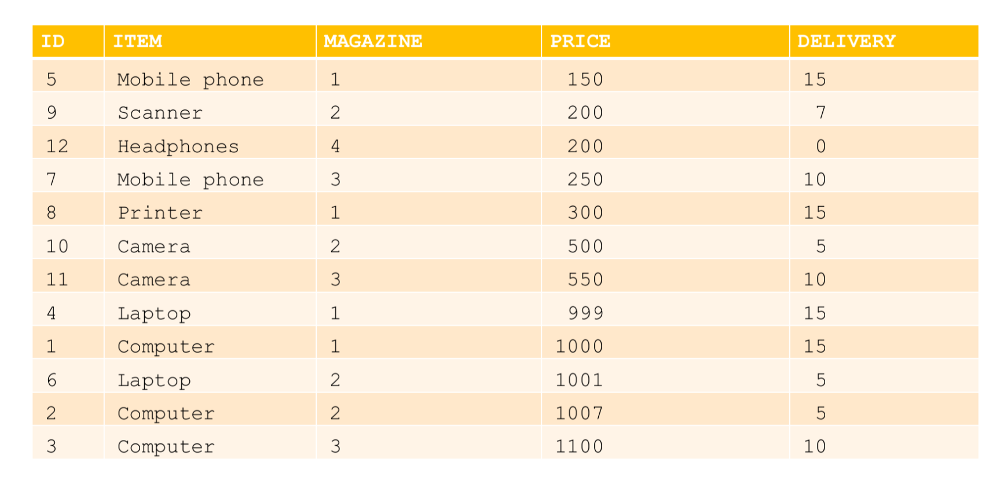 ID ITEM MAGAZINE PRICE DELIVERY
5 Mobile phone 1 150 15
9 Scanner 2 200 7
12 Headphones 4 200 0
7 Mobile phone 3 250 10
8 Printer 1 300 15
10 Camera 2 500 5
11 Camera 3 550 10
4 Laptop 1 999 15
1 Computer 1 1000 15
6 Laptop 2 1001 5
2 Computer 2 1007 5
3 Computer 3 1100 10